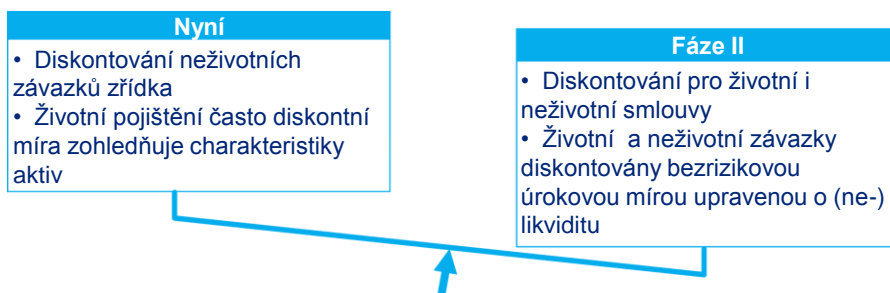 Nyní
• Diskontování neživotních
závazků zřídka
• Životní pojištění často diskontní
míra zohledňuje charakteristiky
aktiv
Fáze II
• Diskontování pro životní i
neživotní smlouvy
• Životní a neživotní závazky
diskontovány bezrizikovou
úrokovou mírou upravenou o (ne-)
likviditu